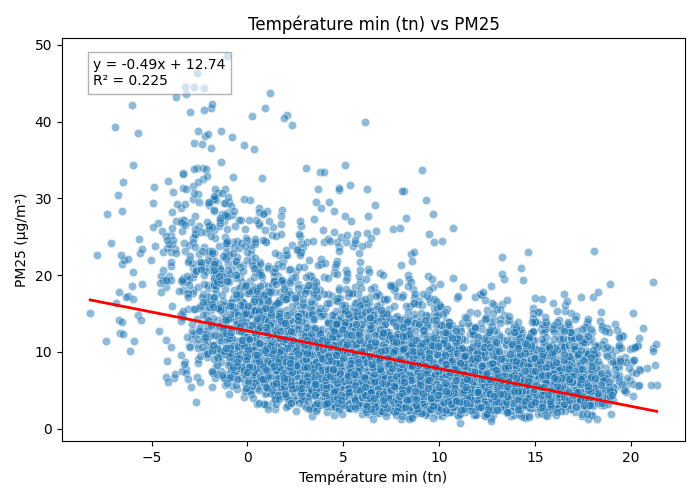 Température min (tn) vs PM25
y = -0.49x + 12.74
R² = 0.225
PM25 (µg/m³)
50
40
30
20
10
0
−5
0
5
10
15
20
Température min (tn)